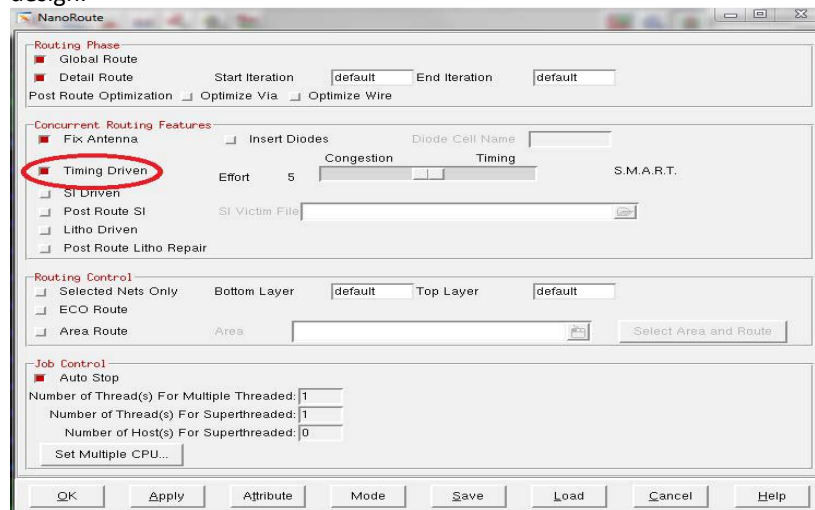 design.
NanoRoute
Routing Phase
Global Route
Detail Route Start Iteration default End Iteration default
Post Route Optimization Optimize Via Optimize Wire
Concurrent Routing Features
Fix Antenna Insert Diodes Diode Cell Name
Congestion Timing
Timing Driven Effort 5 S.M.A.R.T.
SI Driven
Post Route SI SI Victim File
Litho Driven
Post Route Litho Repair
Routing Control
Selected Nets Only Bottom Layer default Top Layer default
ECO Route
Area Route Area Select Area and Route
Job Control
Auto Stop
Number of Thread(s) For Multiple Threaded: 1
Number of Thread(s) For Superthreaded: 1
Number of Host(s) For Superthreaded: 0
Set Multiple CPU...
OK Apply Attribute Mode Save Load Cancel Help